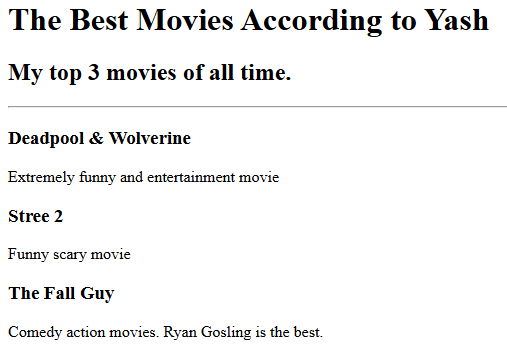 The Best Movies According to Yash
My top 3 movies of all time.
Deadpool & Wolverine
Extremely funny and entertainment movie
Stree 2
Funny scary movie
The Fall Guy
Comedy action movies. Ryan Gosling is the best.